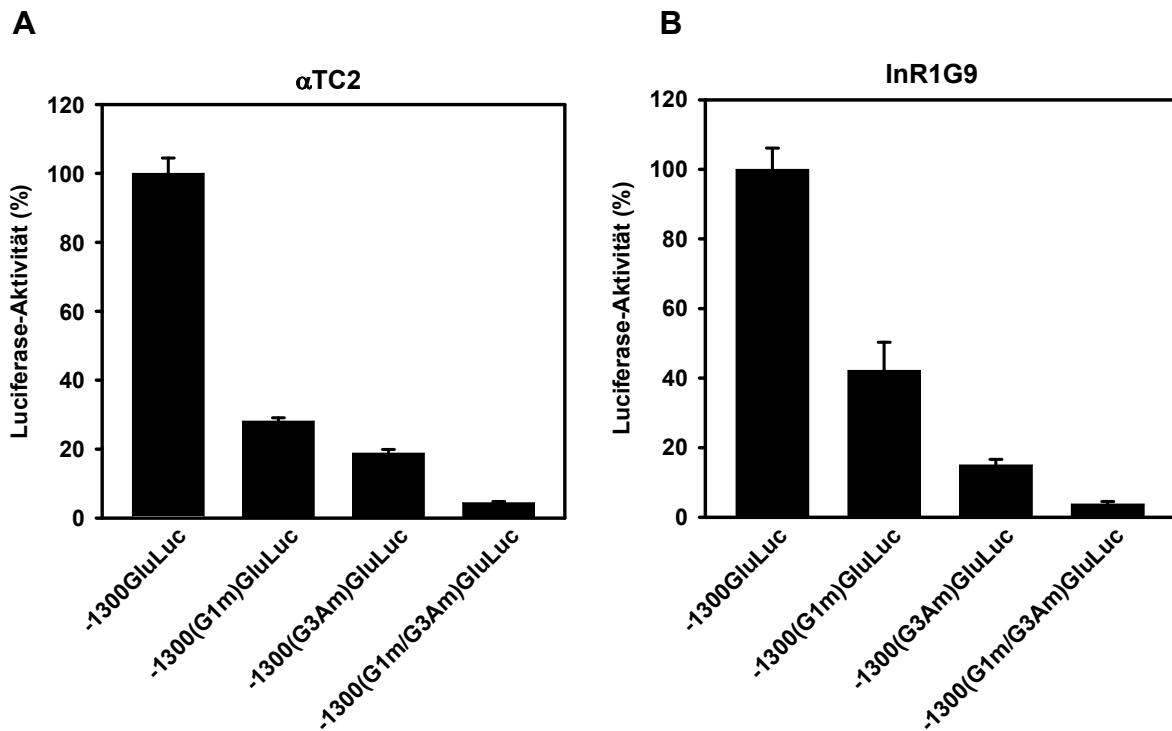 A
αTC2
Luciferase-Aktivität (%)
120
100
80
60
40
20
0
-1300GluLuc
-1300(G1m)GluLuc
-1300(G3Am)GluLuc
-1300(G1m/G3Am)GluLuc
B
InR1G9
Luciferase-Aktivität (%)
120
100
80
60
40
20
0
-1300GluLuc
-1300(G1m)GluLuc
-1300(G3Am)GluLuc
-1300(G1m/G3Am)GluLuc